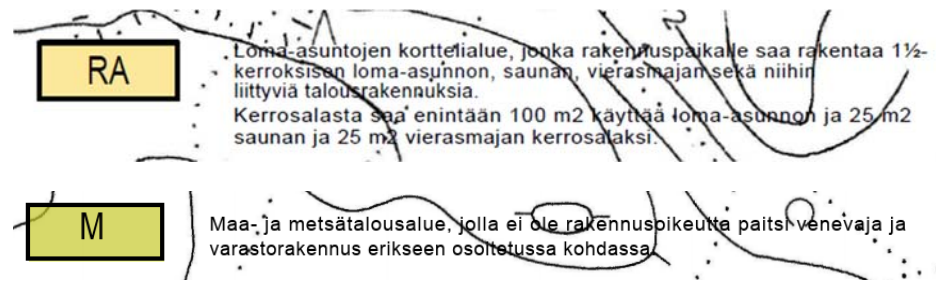 RA
Loma-asuntojen korttelialue, jonka rakennuspaikalle saa rakentaa 1½-
kerroksisen loma-asunnon, saunan, vierasmajan sekä niihin
liittyviä talousrakennuksia.
Kerrosalasta saa enintään 100 m2 käyttää loma-asunnon ja 25 m2
saunan ja 25 m2 vierasmajan kerrosalaksi.
M
Maa- ja metsätalousalue, jolla ei ole rakennusoikeutta paitsi venevaja ja
varastorakennus erikseen osoitetussa kohdassa.